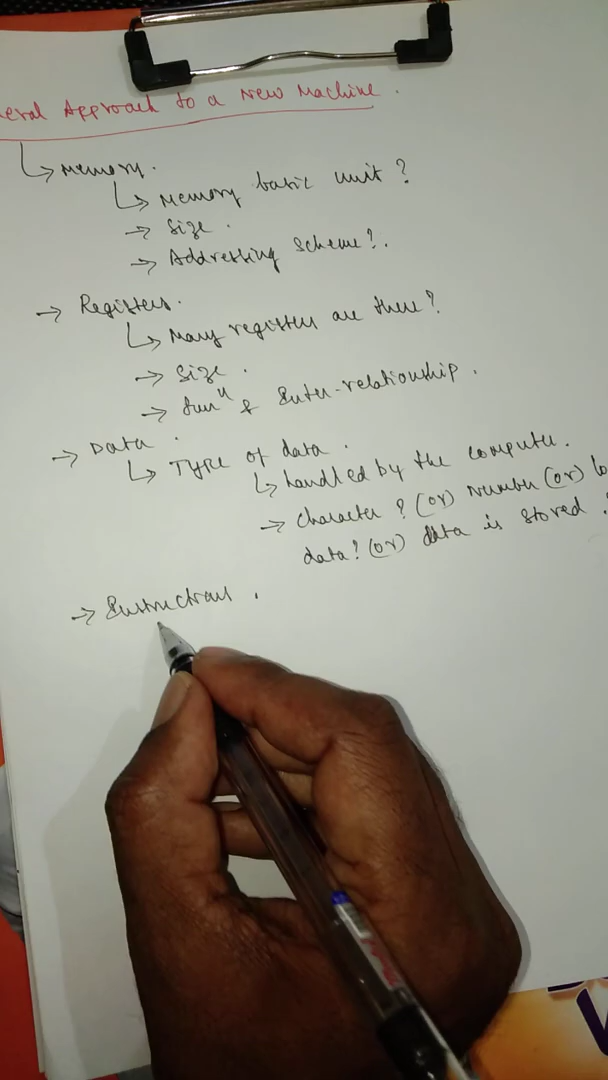 eral Approach to a New Machine.
↳ Memory.
↳ Memory basic unit?
→ Size.
→ Addressing scheme?.
→ Registers.
↳ Many registers are there?
→ Size.
→ funⁿ & Inter-relationship.
→ Data.
↳ Type of data.
↳ handled by the computer.
→ Character? (or) Number (or)
data? (or) data is stored?
→ Instructions.